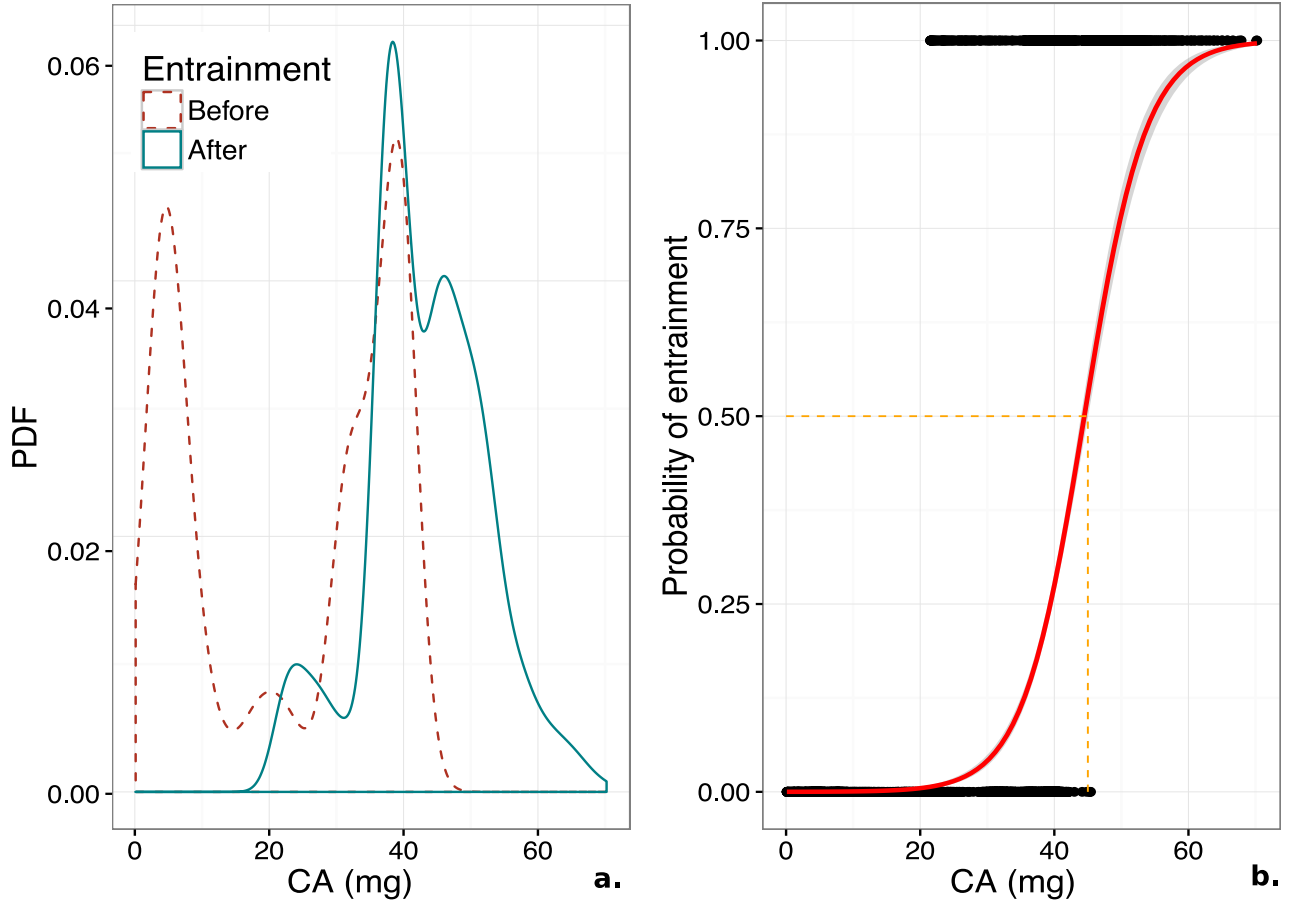 Entrainment
Before
After
PDF
0.06
0.04
0.02
0.00
0 20 40 60
CA (mg)
a.
Probability of entrainment
1.00
0.75
0.50
0.25
0.00
0 20 40 60
CA (mg)
b.